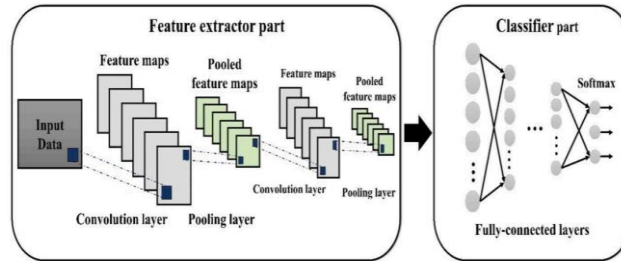 Feature extractor part
Feature maps
Pooled
feature maps
Feature maps
Pooled
feature maps
Input
Data
Convolution layer
Pooling layer
Convolution layer
Pooling layer
Classifier part
Softmax
Fully-connected layers